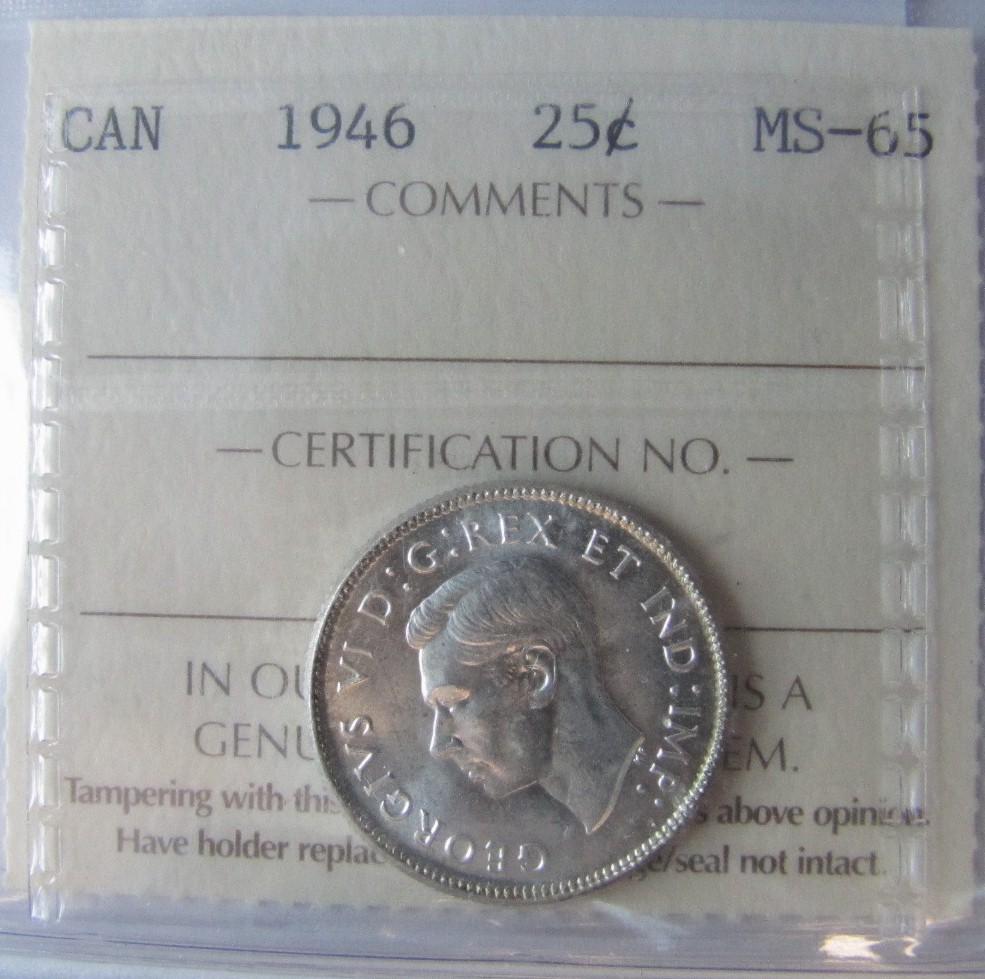 CAN 1946 25¢ MS-65
— COMMENTS —
— CERTIFICATION NO. —
GEORGIVS VI D:G:REX ET IND:IMP:
IN OU IS A
GENU EM.
Tampering with this above opinion.
Have holder replac e/seal not intact.